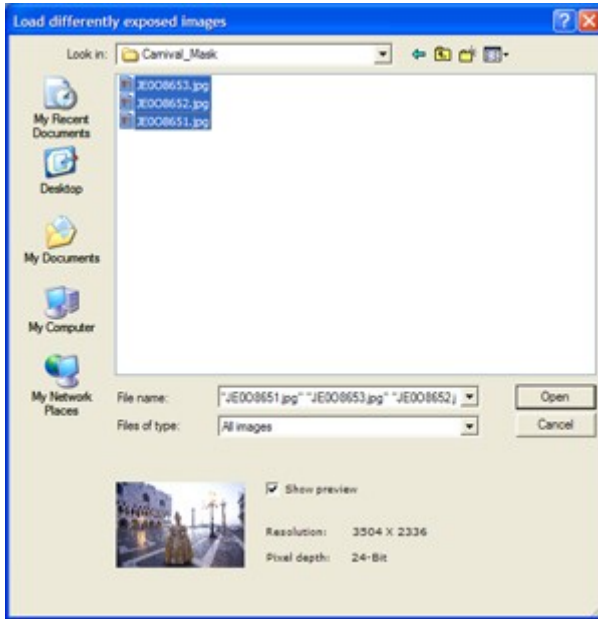 Load differently exposed images
Look in:
Carnival_Mask
JE0O8653.jpg
JE0O8652.jpg
JE0O8651.jpg
My Recent
Documents
Desktop
My Documents
My Computer
My Network
Places
File name:
"JE0O8651.jpg" "JE0O8653.jpg" "JE0O8652.j
Open
Files of type:
All images
Cancel
Show preview
Resolution: 3504 X 2336
Pixel depth: 24-Bit